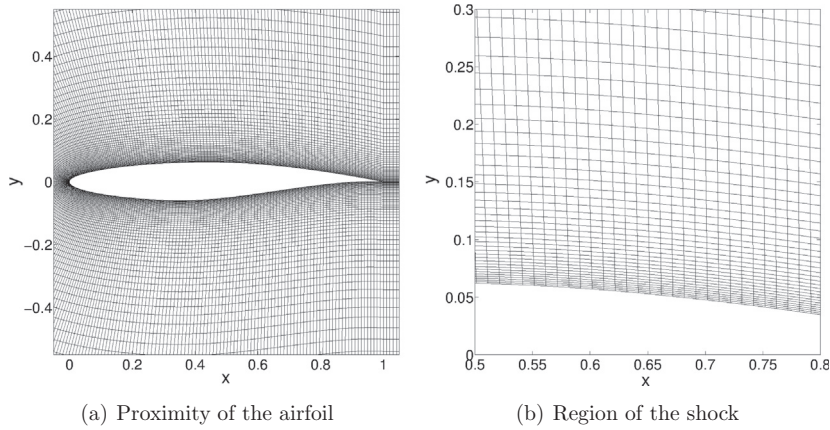 0.4
0.2
0
−0.2
−0.4
y
0 0.2 0.4 0.6 0.8 1
x
(a) Proximity of the airfoil
0.3
0.25
0.2
0.15
0.1
0.05
0
y
0.5 0.55 0.6 0.65 0.7 0.75 0.8
x
(b) Region of the shock